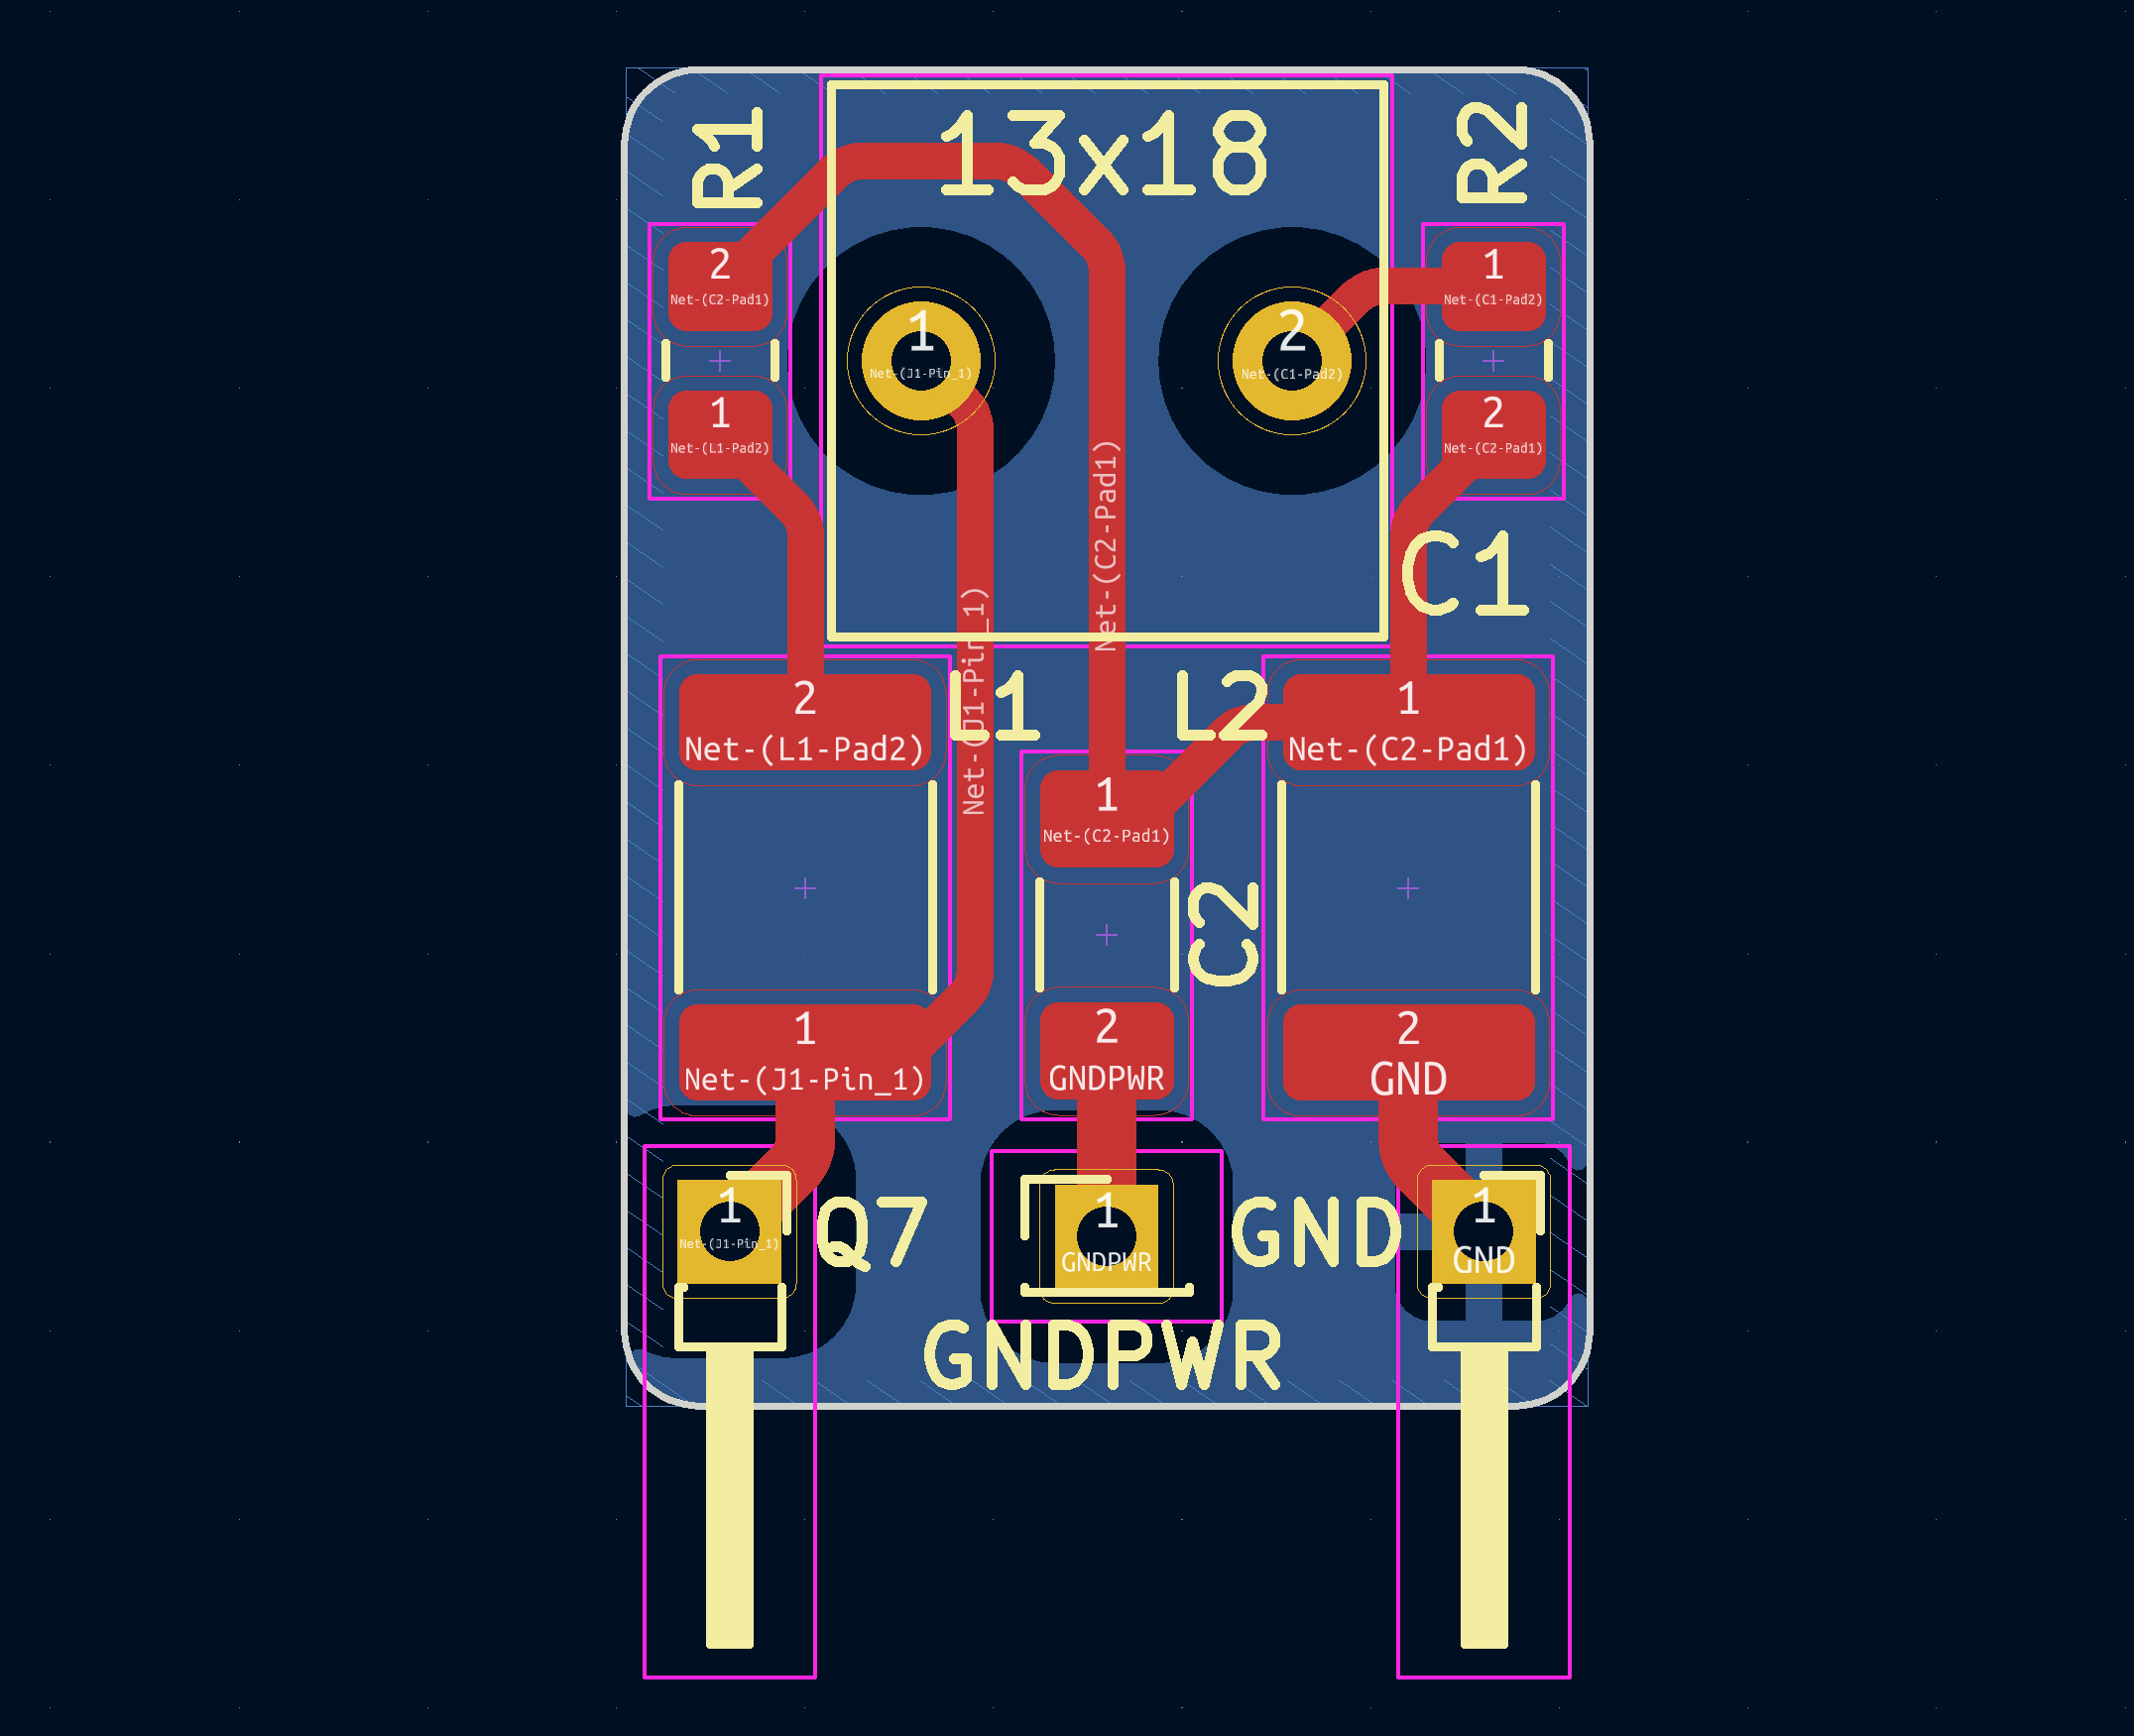 R1
13x18
R2
2
Net-(C2-Pad1)
1
Net-(C1-Pad2)
1
Net-(J1-Pin_1)
2
Net-(C1-Pad2)
1
Net-(L1-Pad2)
2
Net-(C2-Pad1)
Net-(C2-Pad1)
C1
Net-(J1-Pin_1)
L1
L2
2
Net-(L1-Pad2)
1
Net-(C2-Pad1)
1
Net-(C2-Pad1)
C2
1
Net-(J1-Pin_1)
2
GNDPWR
2
GND
1
Net-(J1-Pin_1)
Q7
1
GNDPWR
GND
1
GND
GNDPWR